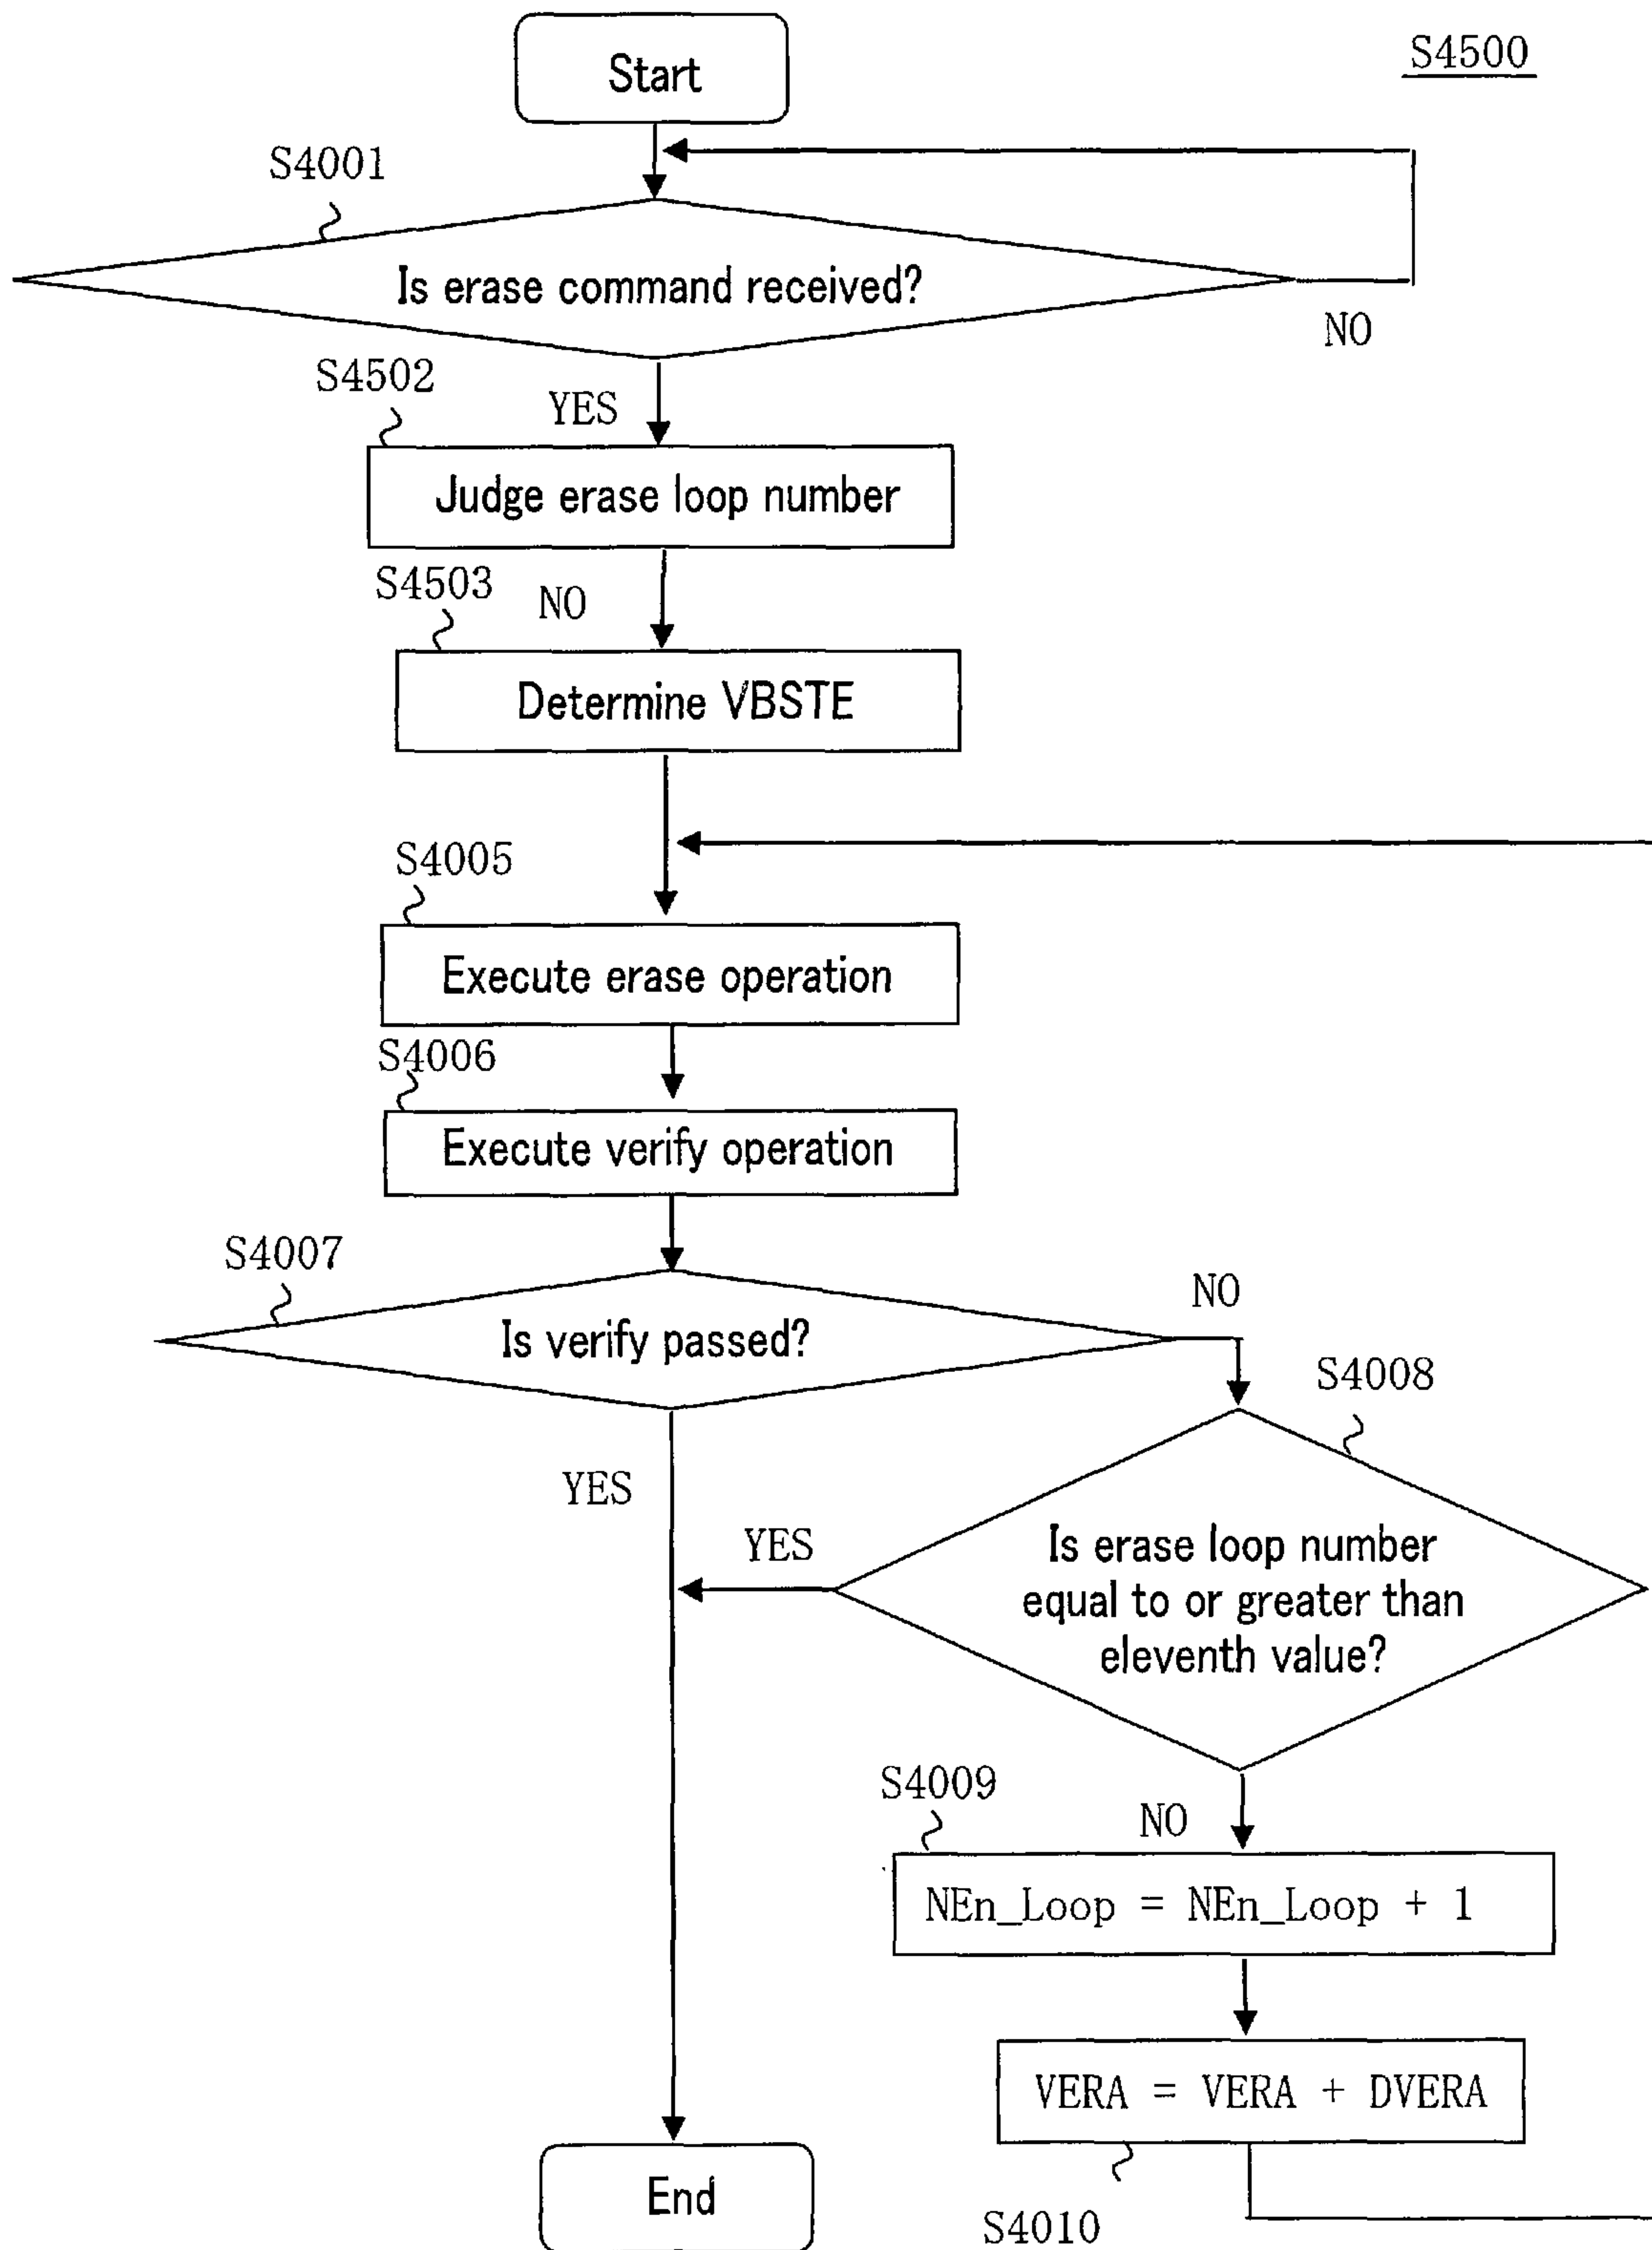 Start
S4500
S4001
Is erase command received?
NO
S4502
YES
Judge erase loop number
S4503
NO
Determine VBSTE
S4005
Execute erase operation
S4006
Execute verify operation
S4007
NO
Is verify passed?
S4008
YES
YES
Is erase loop number
equal to or greater than
eleventh value?
S4009
NO
NEn_Loop = NEn_Loop + 1
VERA = VERA + DVERA
End
S4010